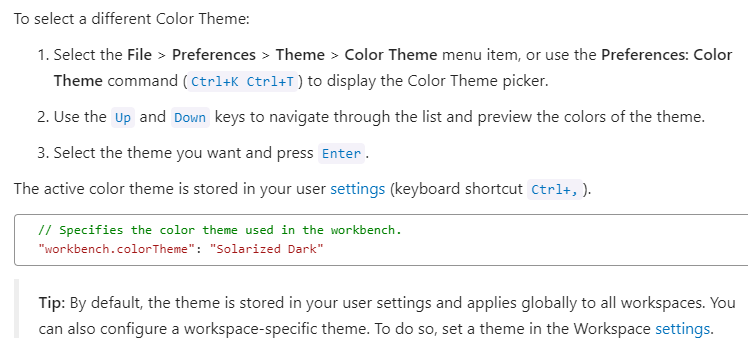 To select a different Color Theme:
1. Select the File > Preferences > Theme > Color Theme menu item, or use the Preferences: Color
Theme command ( Ctrl+K Ctrl+T ) to display the Color Theme picker.
2. Use the Up and Down keys to navigate through the list and preview the colors of the theme.
3. Select the theme you want and press Enter .
The active color theme is stored in your user settings (keyboard shortcut Ctrl+, ).
// Specifies the color theme used in the workbench.
"workbench.colorTheme": "Solarized Dark"
Tip: By default, the theme is stored in your user settings and applies globally to all workspaces. You
can also configure a workspace-specific theme. To do so, set a theme in the Workspace settings.